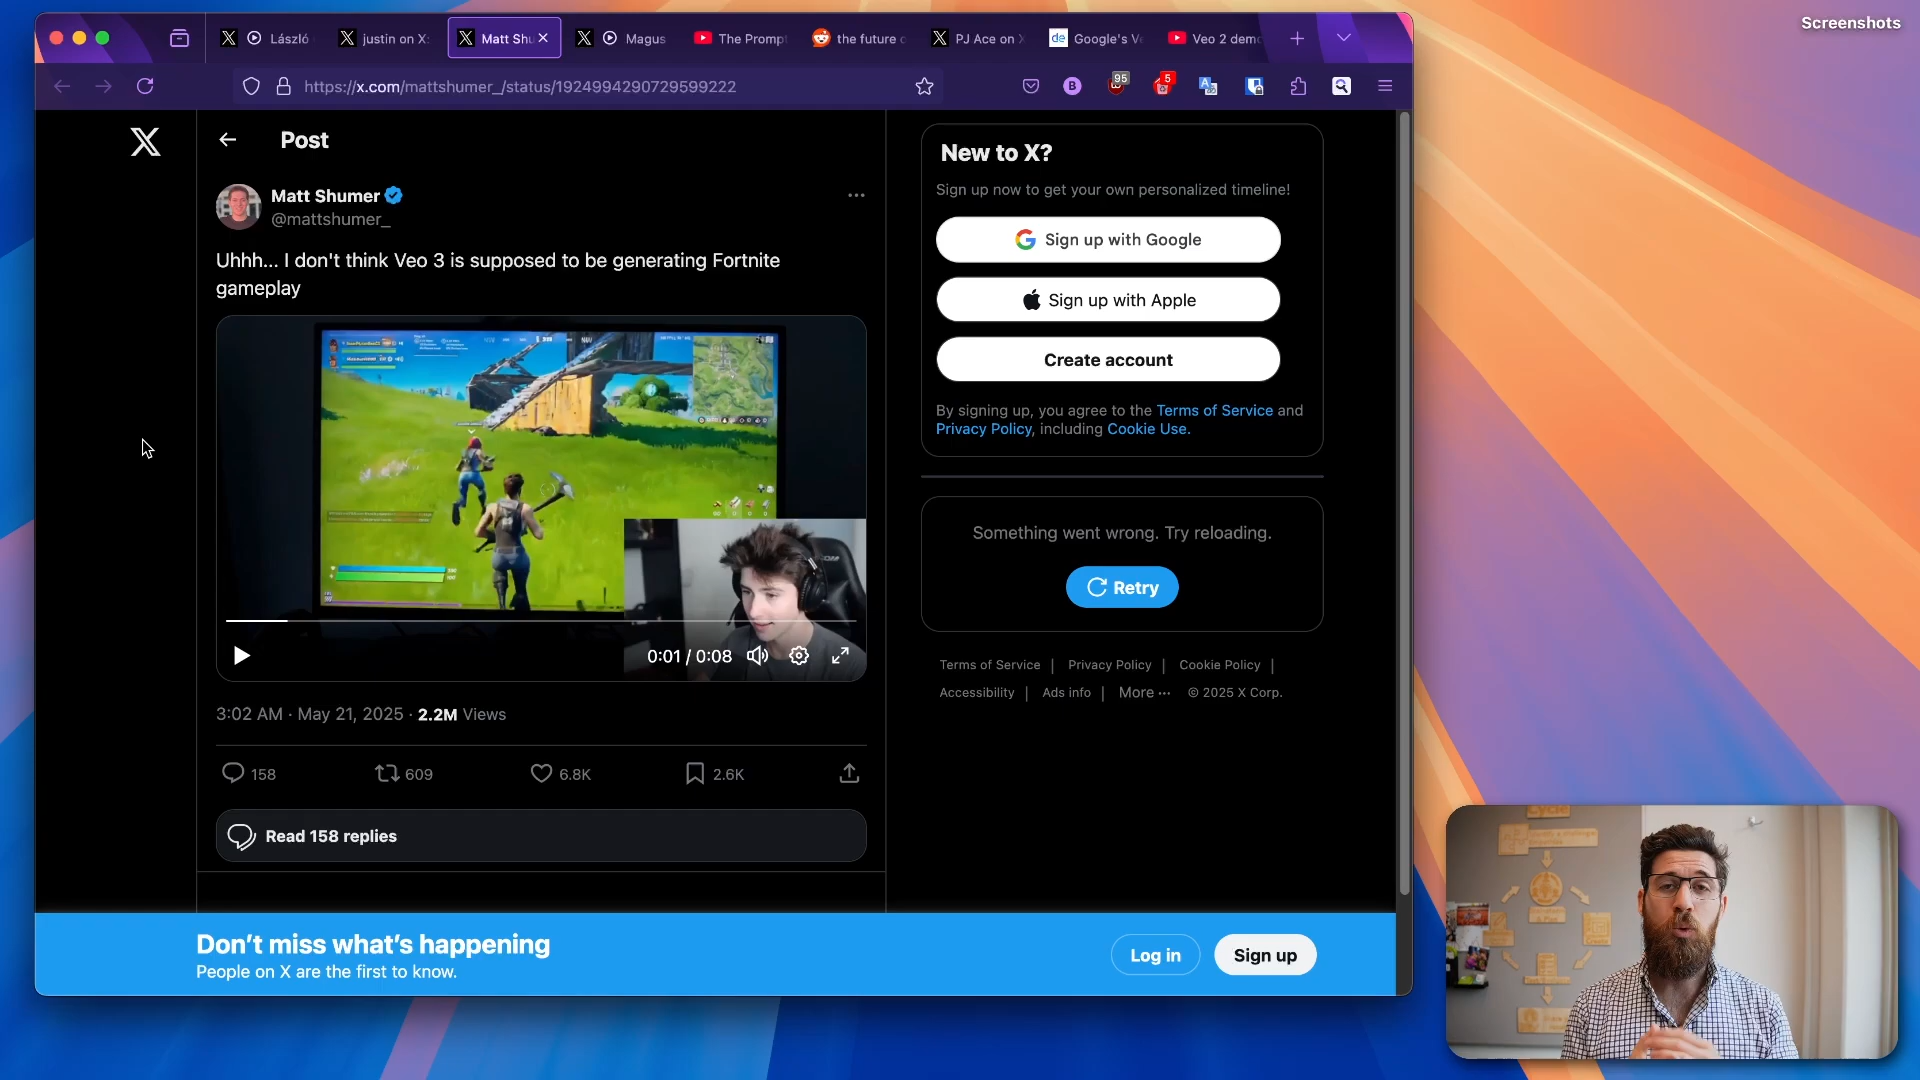 Screenshots
László
justin on X:
Matt Shu
Magus
The Prompt
the future o
PJ Ace on X
de
Google's Ve
Veo 2 demo
https://x.com/mattshumer_/status/1924994290729599222
B
95
5
Post
Matt Shumer
@mattshumer_
Uhhh... I don't think Veo 3 is supposed to be generating Fortnite
gameplay
0:01 / 0:08
3:02 AM · May 21, 2025 · 2.2M Views
158
609
6.8K
2.6K
Read 158 replies
New to X?
Sign up now to get your own personalized timeline!
Sign up with Google
Sign up with Apple
Create account
By signing up, you agree to the Terms of Service and
Privacy Policy, including Cookie Use.
Something went wrong. Try reloading.
Retry
Terms of Service | Privacy Policy | Cookie Policy |
Accessibility | Ads info | More ··· © 2025 X Corp.
Don't miss what's happening
People on X are the first to know.
Log in
Sign up